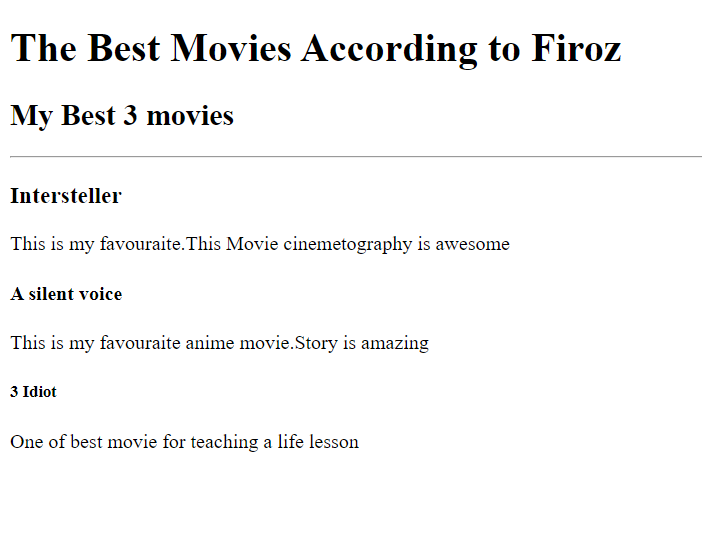 The Best Movies According to Firoz
My Best 3 movies
Intersteller
This is my favouraite.This Movie cinemetography is awesome
A silent voice
This is my favouraite anime movie.Story is amazing
3 Idiot
One of best movie for teaching a life lesson